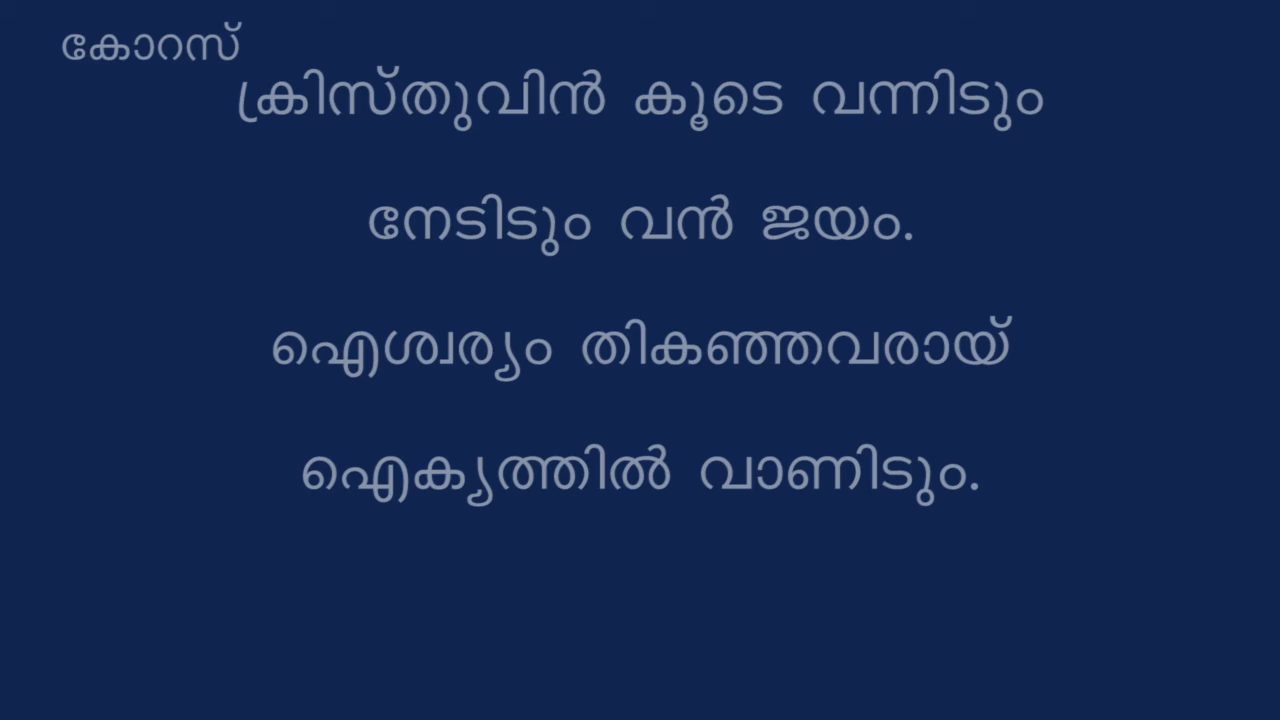 കോറസ്
ക്രിസ്തുവിൻ കൂടെ വന്നിടും
നേടിടും വൻ ജയം.
ഐശ്വര്യം തികഞ്ഞവരായ്
ഐക്യത്തിൽ വാണിടും.